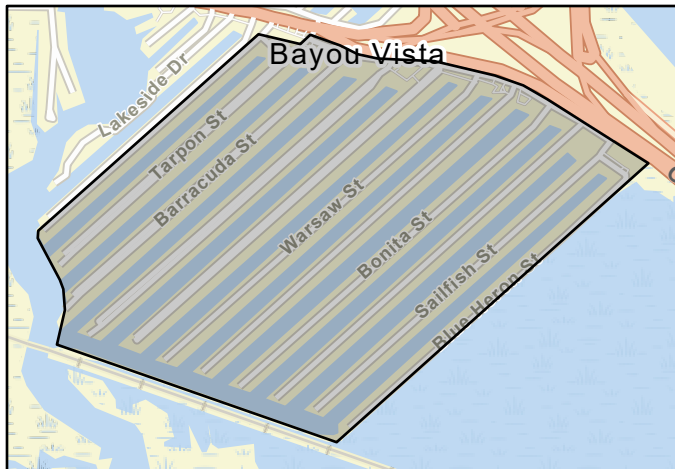 Bayou Vista
Lakeside Dr
Tarpon St
Barracuda St
Warsaw St
Bonita St
Sailfish St
Blue Heron St